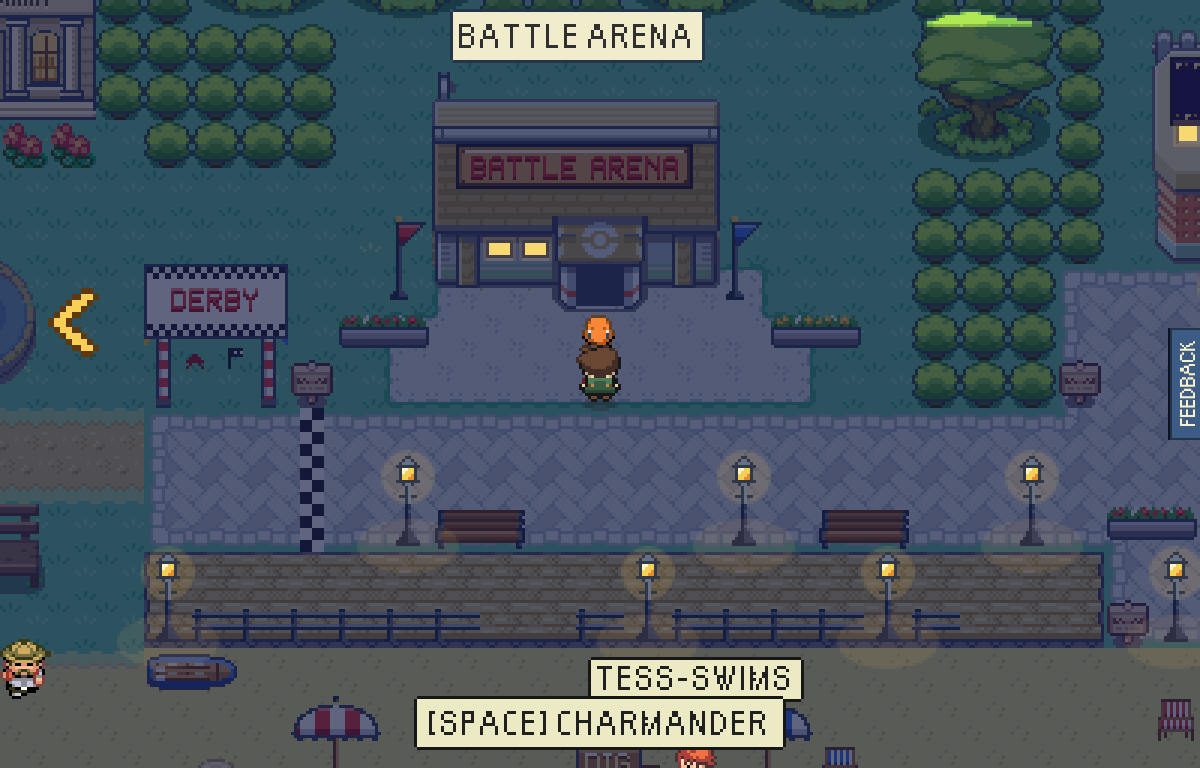 BATTLE ARENA
BATTLE ARENA
DERBY
FEEDBACK
TESS-SWIMS
[SPACE] CHARMANDER